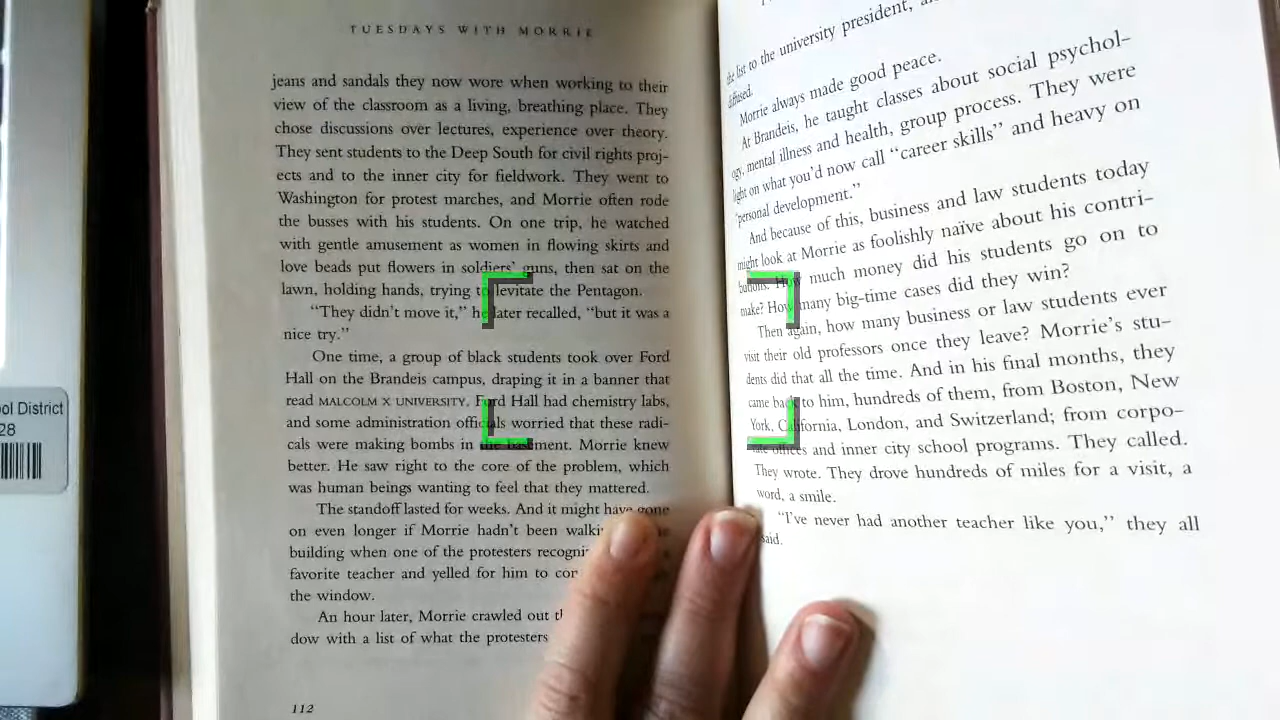 ool District
28
TUESDAYS WITH MORRIE
jeans and sandals they now wore when working to their
view of the classroom as a living, breathing place. They
chose discussions over lectures, experience over theory.
They sent students to the Deep South for civil rights proj-
ects and to the inner city for fieldwork. They went to
Washington for protest marches, and Morrie often rode
the busses with his students. On one trip, he watched
with gentle amusement as women in flowing skirts and
love beads put flowers in soldiers' guns, then sat on the
lawn, holding hands, trying to levitate the Pentagon.
"They didn't move it," he later recalled, "but it was a
nice try."
One time, a group of black students took over Ford
Hall on the Brandeis campus, draping it in a banner that
read MALCOLM X UNIVERSITY. Ford Hall had chemistry labs,
and some administration officials worried that these radi-
cals were making bombs in the basement. Morrie knew
better. He saw right to the core of the problem, which
was human beings wanting to feel that they mattered.
The standoff lasted for weeks. And it might have gone
on even longer if Morrie hadn't been walki
building when one of the protesters recogni
favorite teacher and yelled for him to co
the window.
An hour later, Morrie crawled out
dow with a list of what the protesters
112
the list to the university president,
diffused.
Morrie always made good peace.
At Brandeis, he taught classes about social psychol-
ogy, mental illness and health, group process. They were
light on what you'd now call "career skills" and heavy on
"personal development."
And because of this, business and law students today
might look at Morrie as foolishly naïve about his contri-
butions. How much money did his students go on to
make? How many big-time cases did they win?
Then again, how many business or law students ever
visit their old professors once they leave? Morrie's stu-
dents did that all the time. And in his final months, they
came back to him, hundreds of them, from Boston, New
York, California, London, and Switzerland; from corpo-
rate offices and inner city school programs. They called.
They wrote. They drove hundreds of miles for a visit, a
word, a smile.
"I've never had another teacher like you," they all
said.